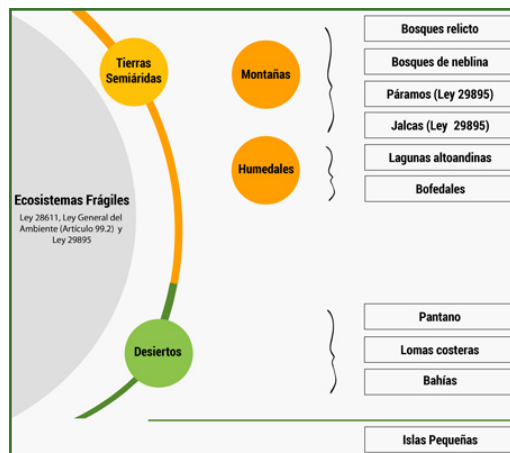 Ecosistemas Frágiles
Ley 28611, Ley General del
Ambiente (Artículo 99.2) y
Ley 29895
Tierras
Semiáridas
Montañas
Bosques relicto
Bosques de neblina
Páramos (Ley 29895)
Jalcas (Ley 29895)
Humedales
Lagunas altoandinas
Bofedales
Desiertos
Pantano
Lomas costeras
Bahías
Islas Pequeñas